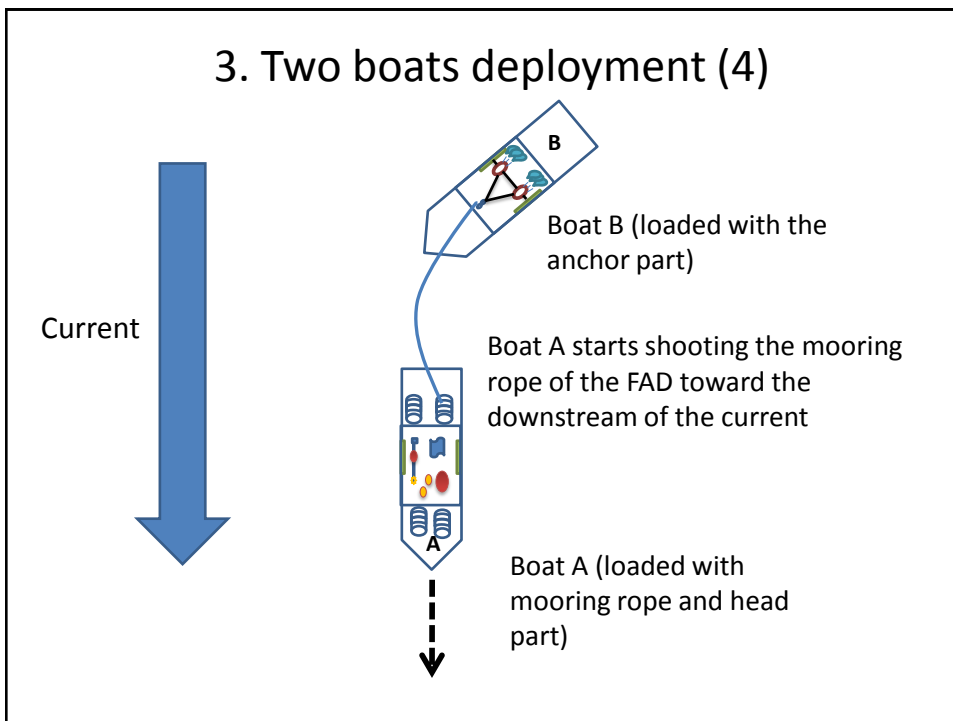 3. Two boats deployment (4)
B
Boat B (loaded with the
anchor part)
Current
Boat A starts shooting the mooring
rope of the FAD toward the
downstream of the current
A
Boat A (loaded with
mooring rope and head
part)